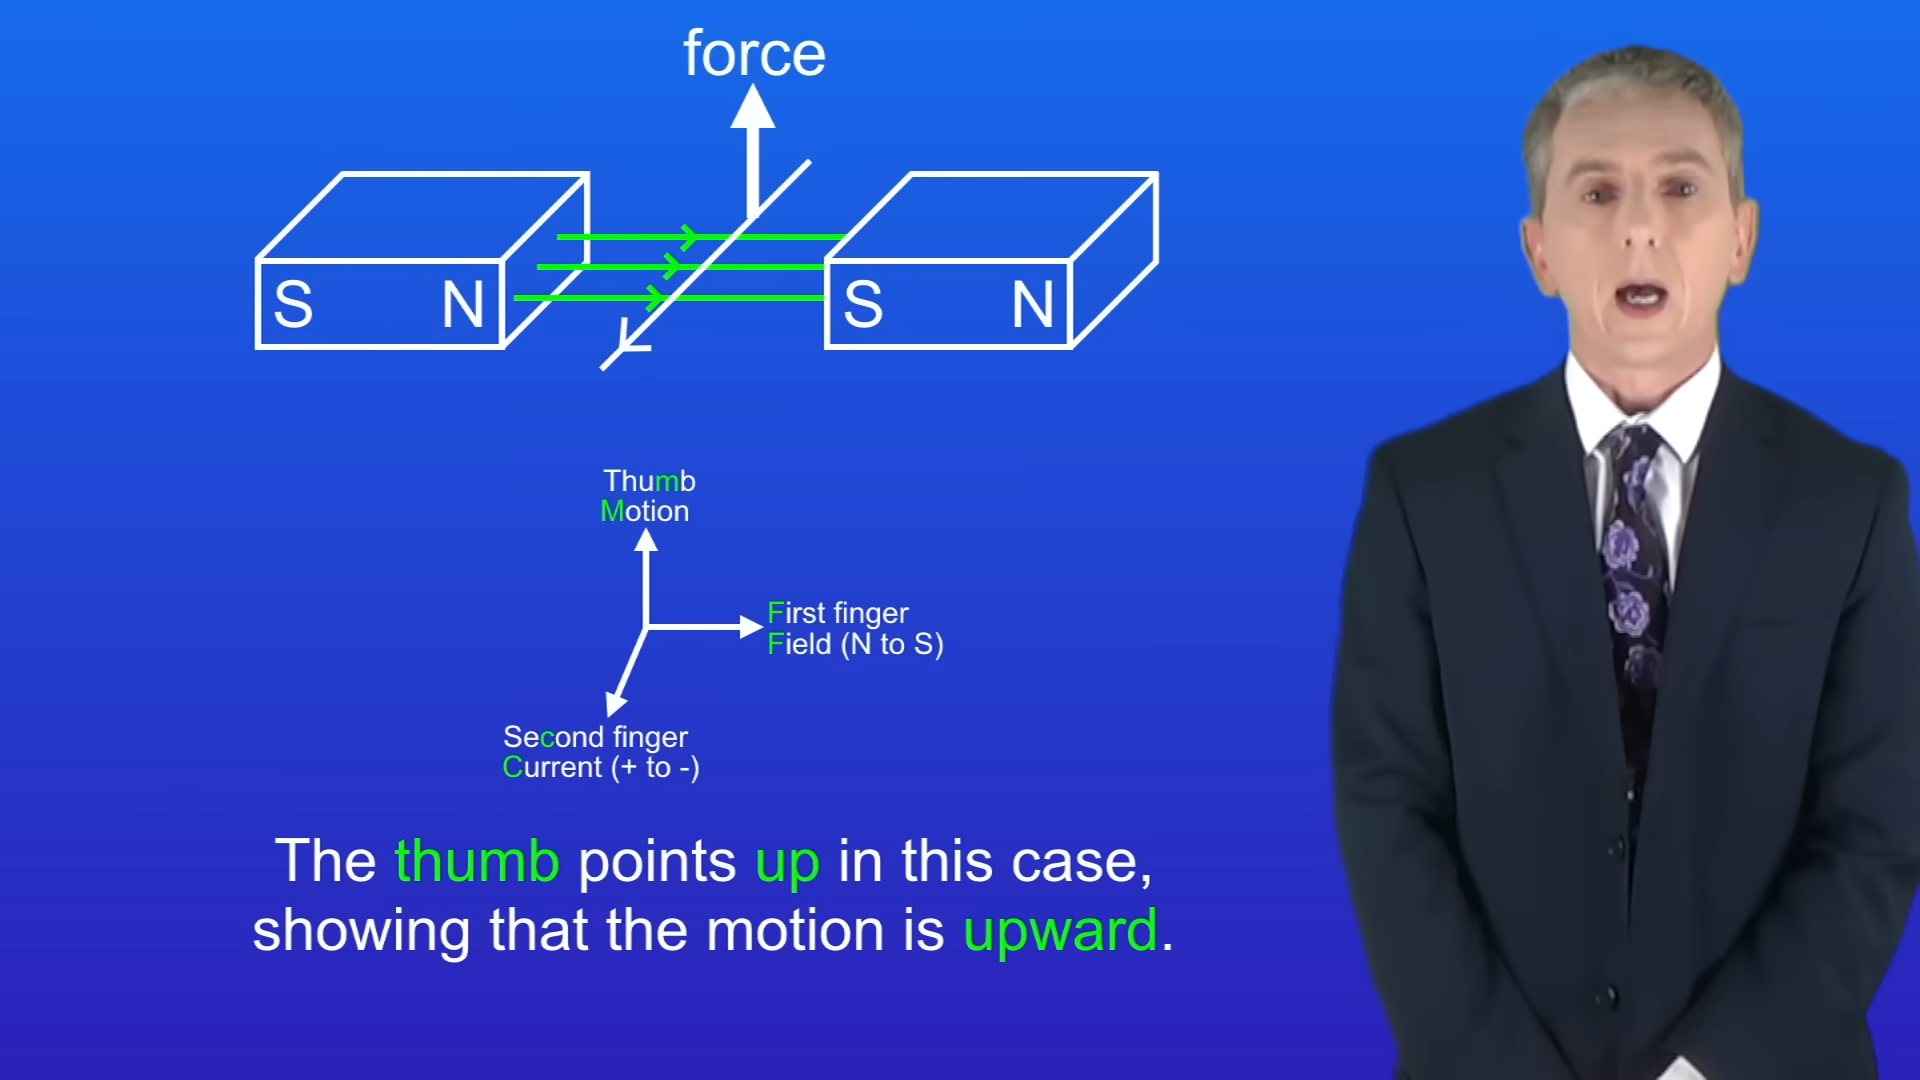 force
S N S N
Thumb
Motion
First finger
Field (N to S)
Second finger
Current (+ to -)
The thumb points up in this case,
showing that the motion is upward.